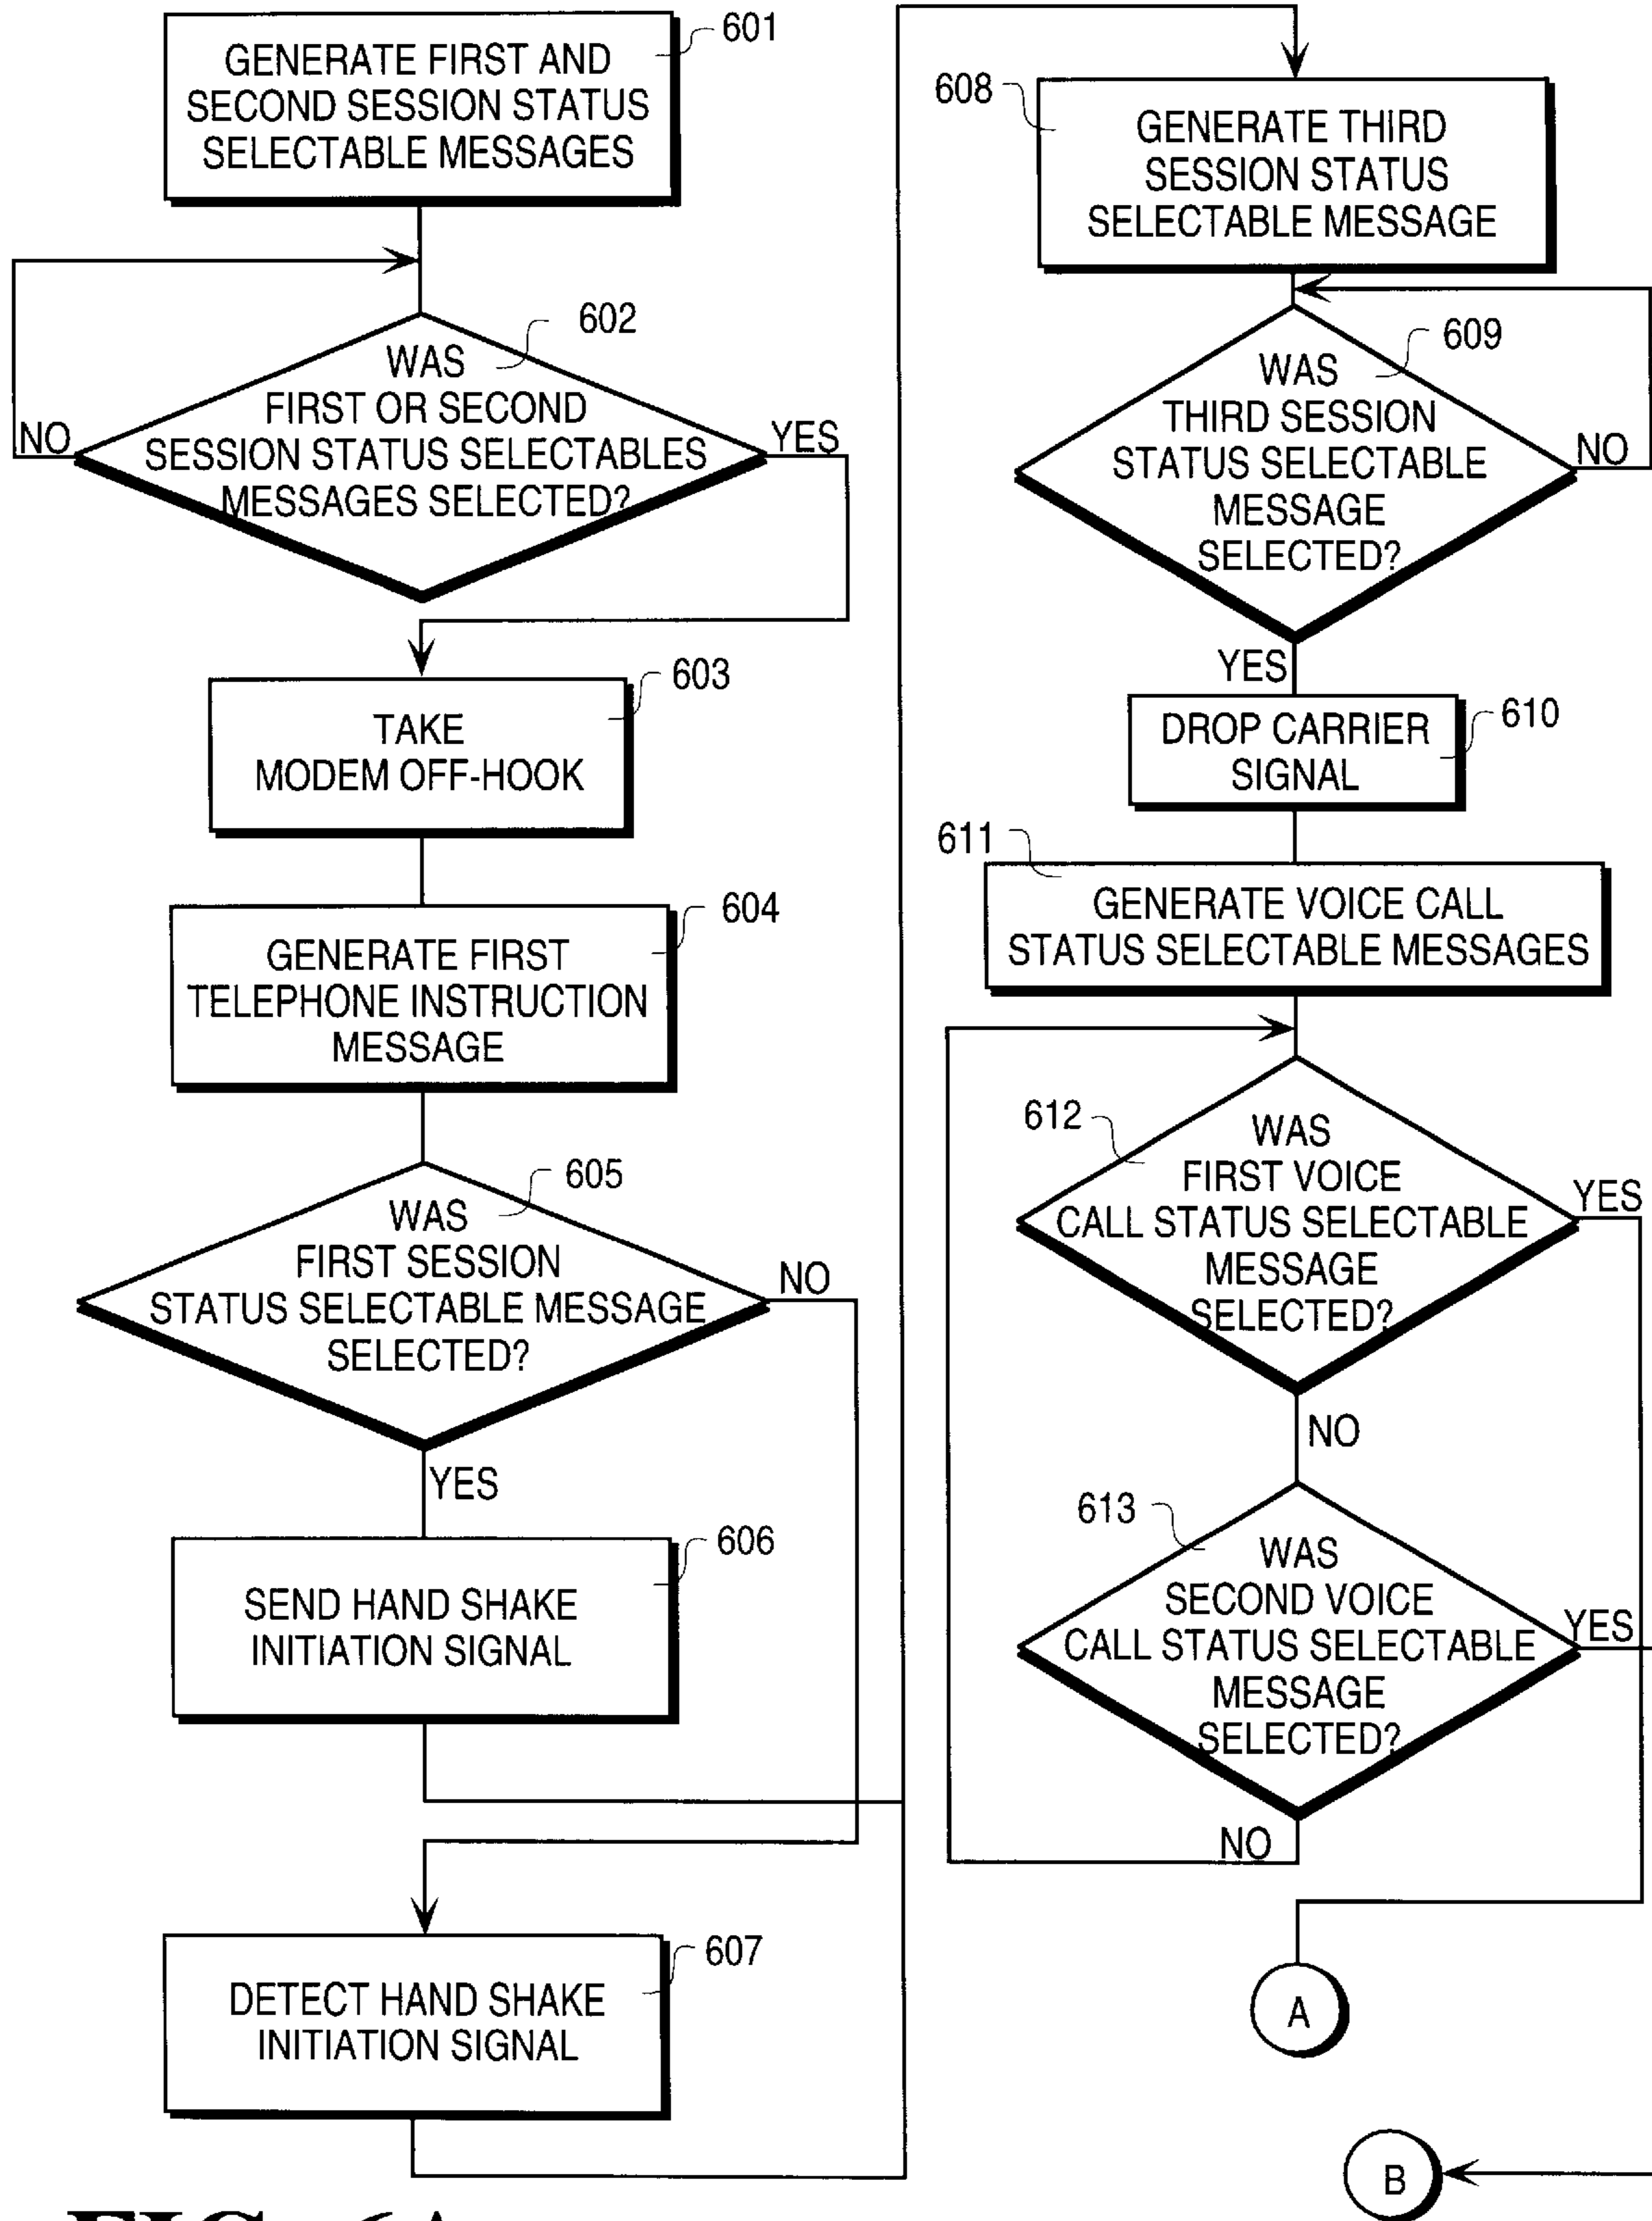 601
GENERATE FIRST AND
SECOND SESSION STATUS
SELECTABLE MESSAGES
602
WAS
FIRST OR SECOND
SESSION STATUS SELECTABLES
MESSAGES SELECTED?
NO
YES
603
TAKE
MODEM OFF-HOOK
604
GENERATE FIRST
TELEPHONE INSTRUCTION
MESSAGE
605
WAS
FIRST SESSION
STATUS SELECTABLE MESSAGE
SELECTED?
NO
YES
606
SEND HAND SHAKE
INITIATION SIGNAL
607
DETECT HAND SHAKE
INITIATION SIGNAL
608
GENERATE THIRD
SESSION STATUS
SELECTABLE MESSAGE
609
WAS
THIRD SESSION
STATUS SELECTABLE
MESSAGE
SELECTED?
NO
YES
610
DROP CARRIER
SIGNAL
611
GENERATE VOICE CALL
STATUS SELECTABLE MESSAGES
612
WAS
FIRST VOICE
CALL STATUS SELECTABLE
MESSAGE
SELECTED?
YES
NO
613
WAS
SECOND VOICE
CALL STATUS SELECTABLE
MESSAGE
SELECTED?
YES
NO
A
B